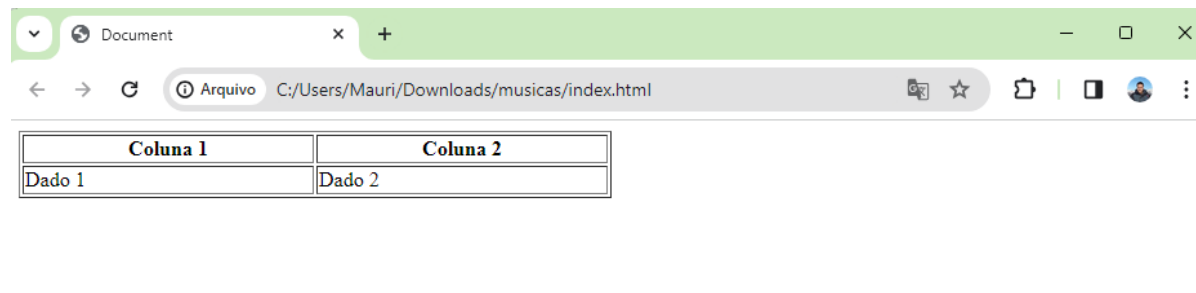 Document
Arquivo C:/Users/Mauri/Downloads/musicas/index.html
Coluna 1 Coluna 2
Dado 1 Dado 2